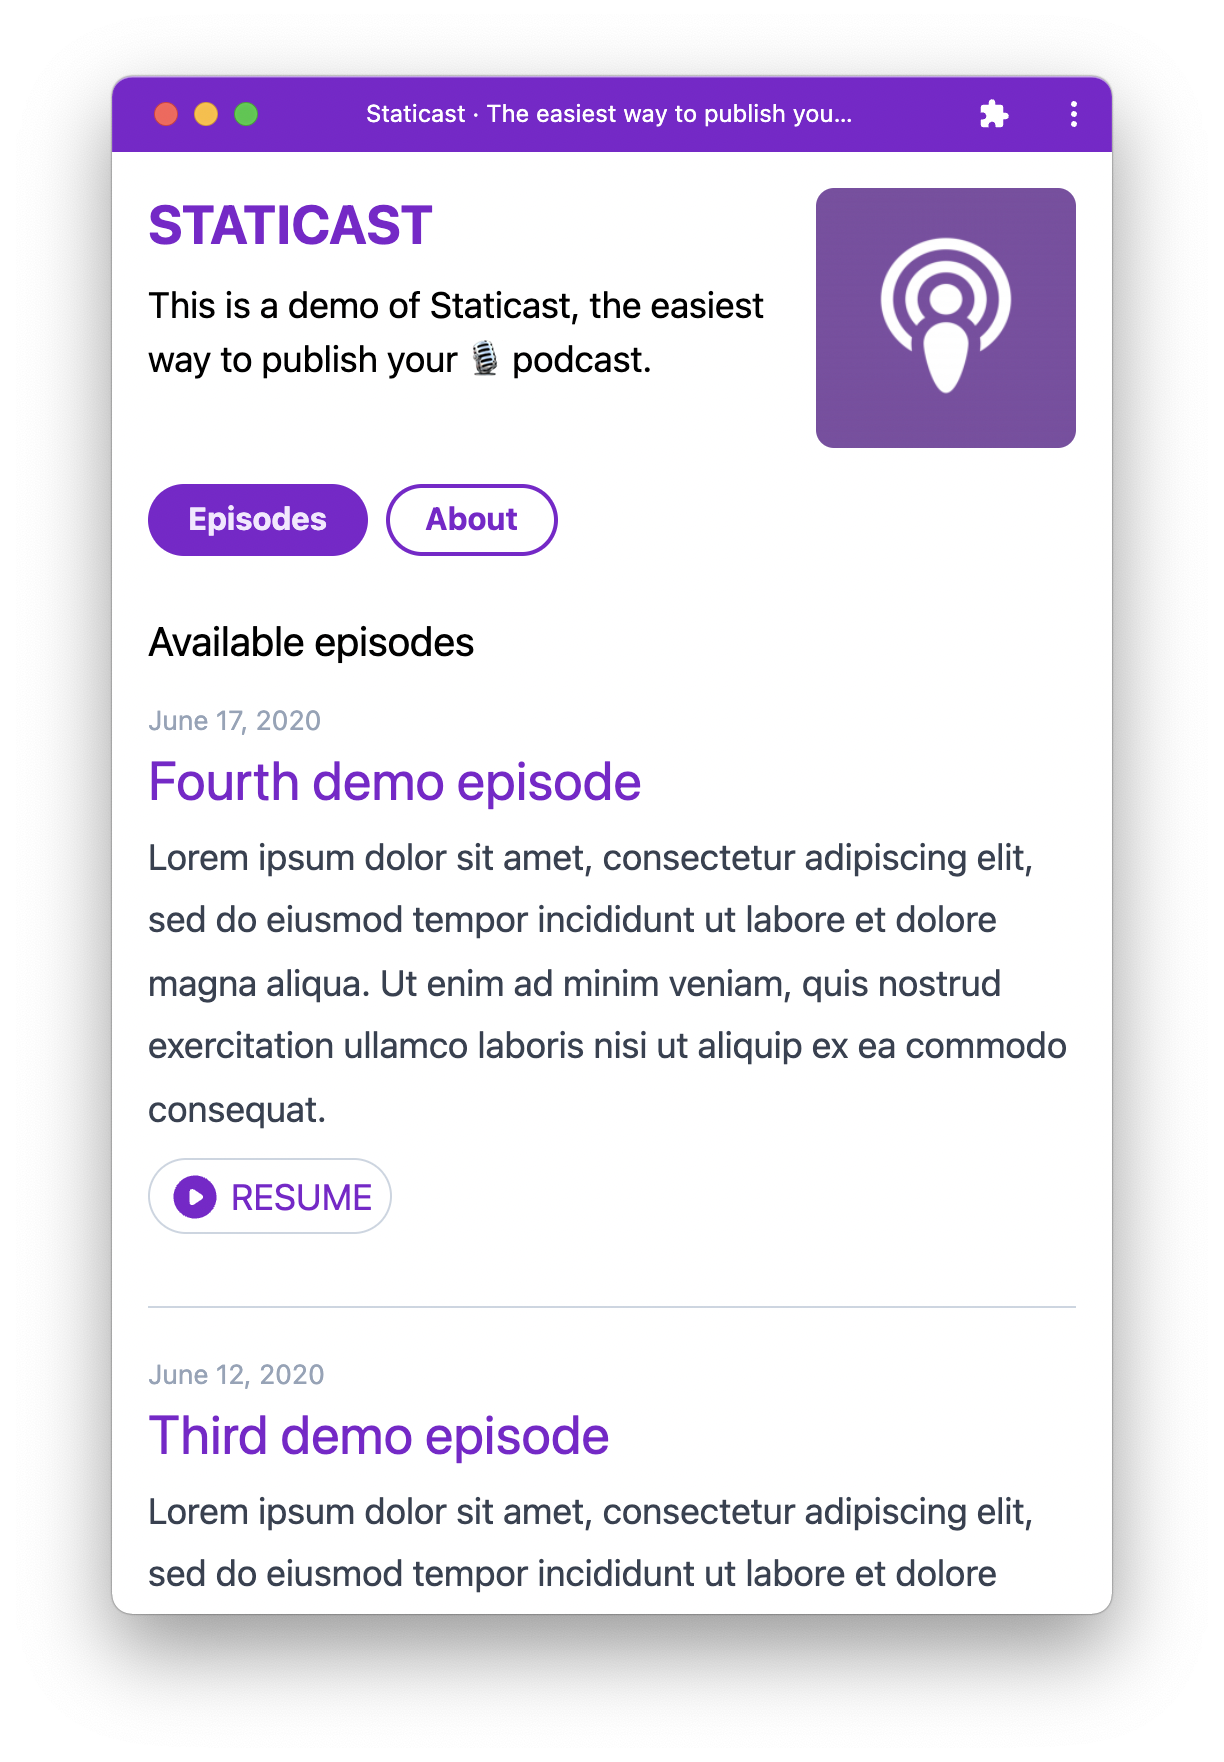 Staticast · The easiest way to publish you...
STATICAST
This is a demo of Staticast, the easiest
way to publish your 🎙 podcast.
Episodes
About
Available episodes
June 17, 2020
Fourth demo episode
Lorem ipsum dolor sit amet, consectetur adipiscing elit,
sed do eiusmod tempor incididunt ut labore et dolore
magna aliqua. Ut enim ad minim veniam, quis nostrud
exercitation ullamco laboris nisi ut aliquip ex ea commodo
consequat.
RESUME
June 12, 2020
Third demo episode
Lorem ipsum dolor sit amet, consectetur adipiscing elit,
sed do eiusmod tempor incididunt ut labore et dolore